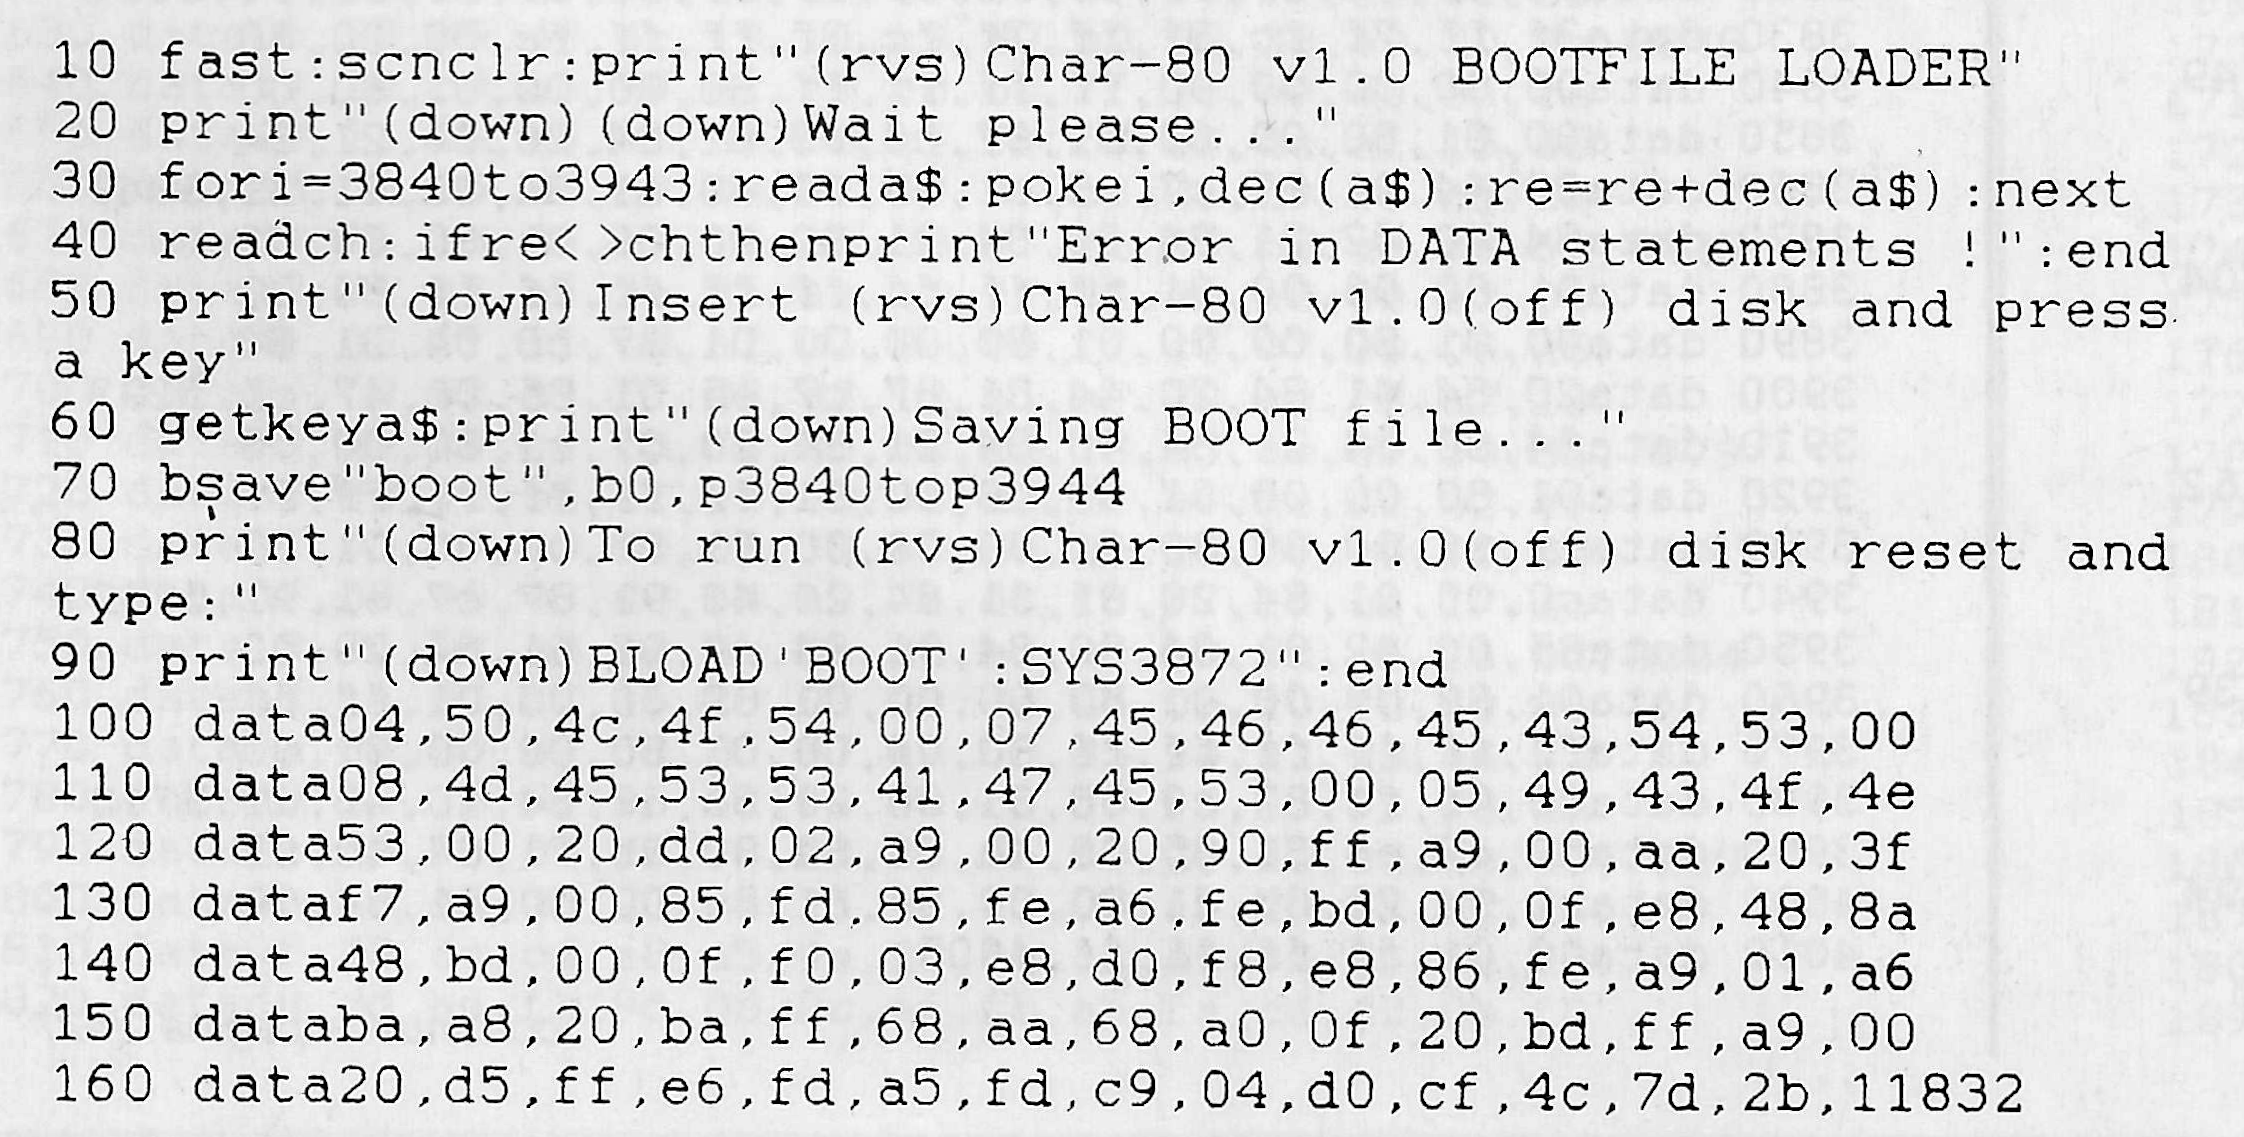 10 fast:scnclr:print"(rvs)Char-80 v1.0 BOOTFILE LOADER"
20 print"(down)(down)Wait please..."
30 fori=3840to3943:reada$:pokei,dec(a$):re=re+dec(a$):next
40 readch:ifre<>chthenprint"Error in DATA statements !":end
50 print"(down)Insert (rvs)Char-80 v1.0(off) disk and press
a key"
60 getkeya$:print"(down)Saving BOOT file..."
70 bsave"boot",b0,p3840top3944
80 print"(down)To run (rvs)Char-80 v1.0(off) disk reset and
type:"
90 print"(down)BLOAD'BOOT':SYS3872":end
100 data04,50,4c,4f,54,00,07,45,46,46,45,43,54,53,00
110 data08,4d,45,53,53,41,47,45,53,00,05,49,43,4f,4e
120 data53,00,20,dd,02,a9,00,20,90,ff,a9,00,aa,20,3f
130 dataf7,a9,00,85,fd,85,fe,a6,fe,bd,00,0f,e8,48,8a
140 data48,bd,00,0f,f0,03,e8,d0,f8,e8,86,fe,a9,01,a6
150 databa,a8,20,ba,ff,68,aa,68,a0,0f,20,bd,ff,a9,00
160 data20,d5,ff,e6,fd,a5,fd,c9,04,d0,cf,4c,7d,2b,11832